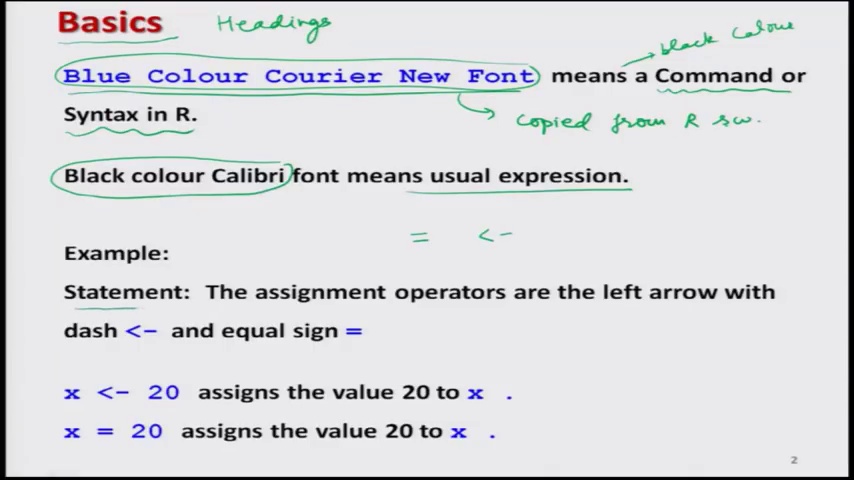 Basics Headings
black Colour
Blue Colour Courier New Font means a Command or
Syntax in R. copied from R sw.
Black colour Calibri font means usual expression.
= <-
Example:
Statement: The assignment operators are the left arrow with
dash <- and equal sign =
x <- 20 assigns the value 20 to x .
x = 20 assigns the value 20 to x .
2